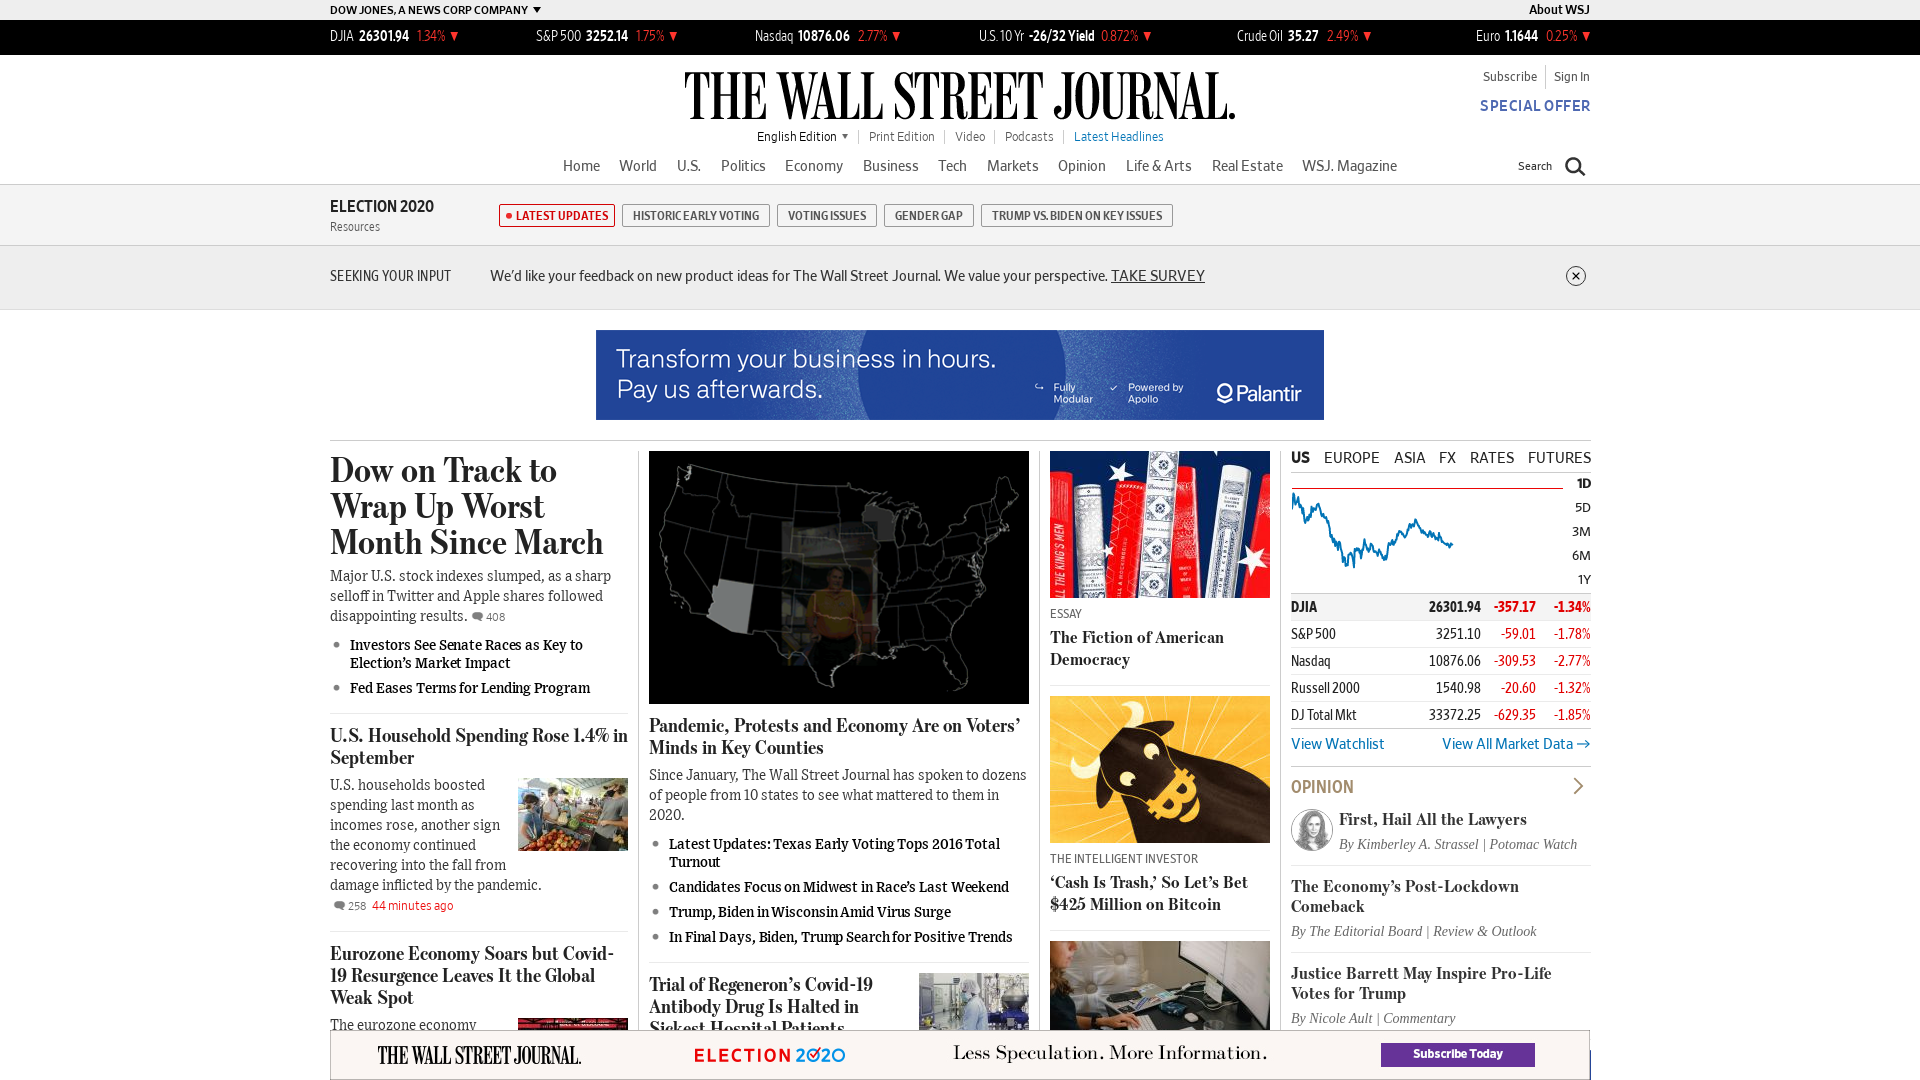 DOW JONES, A NEWS CORP COMPANY
About WSJ
DJIA 26301.94 1.34%
S&P 500 3252.14 1.75%
Nasdaq 10876.06 2.77%
U.S. 10 Yr -26/32 Yield 0.872%
Crude Oil 35.27 2.49%
Euro 1.1644 0.25%
THE WALL STREET JOURNAL.
Subscribe
Sign In
SPECIAL OFFER
English Edition
Print Edition
Video
Podcasts
Latest Headlines
Home
World
U.S.
Politics
Economy
Business
Tech
Markets
Opinion
Life & Arts
Real Estate
WSJ. Magazine
Search
ELECTION 2020
Resources
LATEST UPDATES
HISTORIC EARLY VOTING
VOTING ISSUES
GENDER GAP
TRUMP VS. BIDEN ON KEY ISSUES
SEEKING YOUR INPUT
We’d like your feedback on new product ideas for The Wall Street Journal. We value your perspective. TAKE SURVEY
Transform your business in hours.
Pay us afterwards.
Fully
Modular
Powered by
Apollo
Palantir
Dow on Track to
Wrap Up Worst
Month Since March
Major U.S. stock indexes slumped, as a sharp
selloff in Twitter and Apple shares followed
disappointing results. 408
Investors See Senate Races as Key to
Election’s Market Impact
Fed Eases Terms for Lending Program
U.S. Household Spending Rose 1.4% in
September
U.S. households boosted
spending last month as
incomes rose, another sign
the economy continued
recovering into the fall from
damage inflicted by the pandemic.
258 44 minutes ago
Eurozone Economy Soars but Covid-
19 Resurgence Leaves It the Global
Weak Spot
The eurozone economy
Pandemic, Protests and Economy Are on Voters’
Minds in Key Counties
Since January, The Wall Street Journal has spoken to dozens
of people from 10 states to see what mattered to them in
2020.
Latest Updates: Texas Early Voting Tops 2016 Total
Turnout
Candidates Focus on Midwest in Race’s Last Weekend
Trump, Biden in Wisconsin Amid Virus Surge
In Final Days, Biden, Trump Search for Positive Trends
Trial of Regeneron’s Covid-19
Antibody Drug Is Halted in
Sickest Hospital Patients
ESSAY
The Fiction of American
Democracy
THE INTELLIGENT INVESTOR
‘Cash Is Trash,’ So Let’s Bet
$425 Million on Bitcoin
US EUROPE ASIA FX RATES FUTURES
1D
5D
3M
6M
1Y
DJIA 26301.94 -357.17 -1.34%
S&P 500 3251.10 -59.01 -1.78%
Nasdaq 10876.06 -309.53 -2.77%
Russell 2000 1540.98 -20.60 -1.32%
DJ Total Mkt 33372.25 -629.35 -1.85%
View Watchlist
View All Market Data
OPINION
First, Hail All the Lawyers
By Kimberley A. Strassel | Potomac Watch
The Economy’s Post-Lockdown
Comeback
By The Editorial Board | Review & Outlook
Justice Barrett May Inspire Pro-Life
Votes for Trump
By Nicole Ault | Commentary
THE WALL STREET JOURNAL.
ELECTION 2020
Less Speculation. More Information.
Subscribe Today